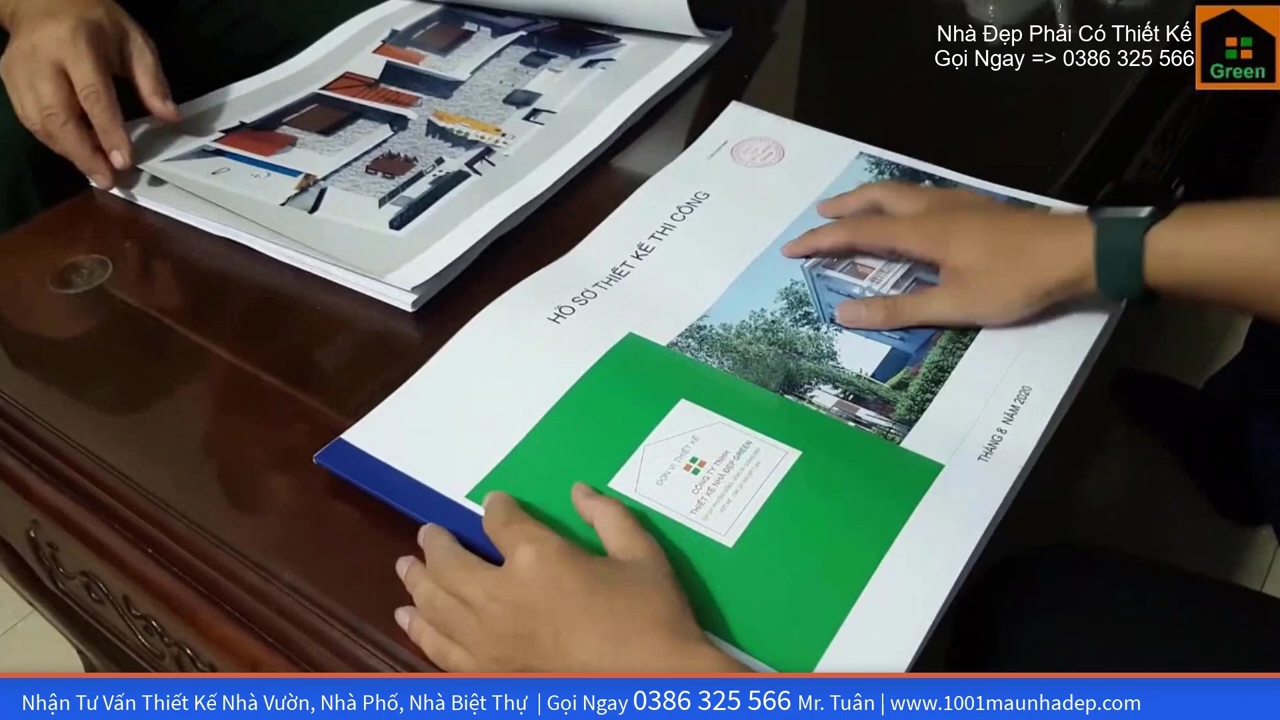 Nhà Đẹp Phải Có Thiết Kế
Gọi Ngay => 0386 325 566
Green
HỒ SƠ THIẾT KẾ THI CÔNG
THÁNG 8 NĂM 2020
ĐƠN VỊ THIẾT KẾ
CÔNG TY TNHH
THIẾT KẾ NHÀ ĐẸP GREEN
Nhận Tư Vấn Thiết Kế Nhà Vườn, Nhà Phố, Nhà Biệt Thự | Gọi Ngay 0386 325 566 Mr. Tuân | www.1001maunhadep.com